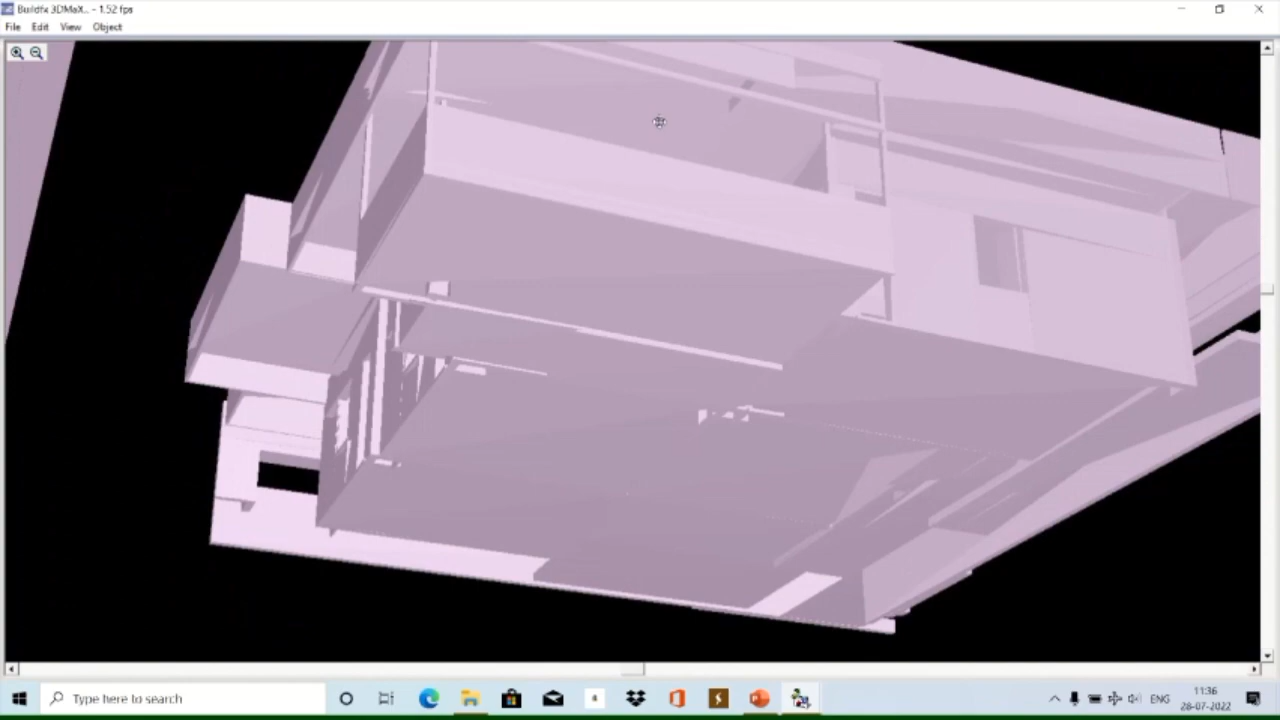 Buildfx 3DMaX... - 1.52 fps
File Edit View Object
Type here to search
ENG
11:36
28-07-2022